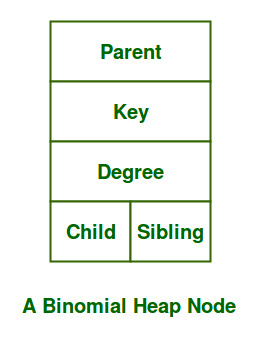 Parent
Key
Degree
Child Sibling
A Binomial Heap Node